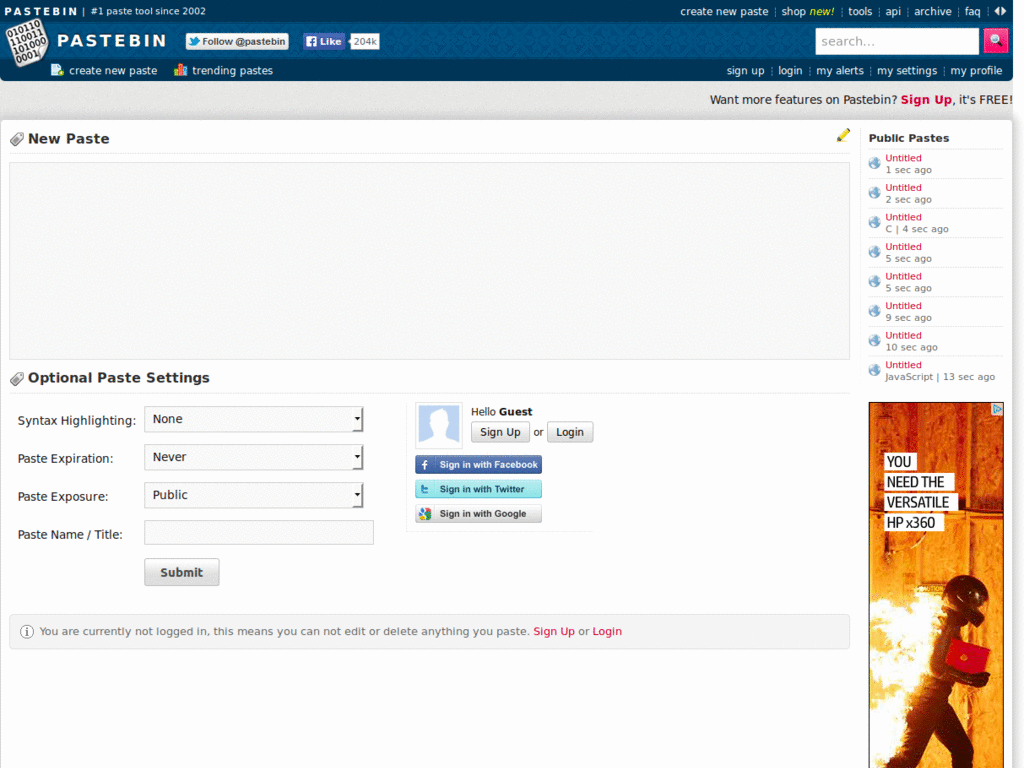 PASTEBIN | #1 paste tool since 2002
create new paste shop new! tools api archive faq
010110
110011
101000
0001
PASTEBIN
Follow @pastebin
Like 204k
search...
create new paste trending pastes
sign up login my alerts my settings my profile
Want more features on Pastebin? Sign Up, it's FREE!
New Paste
Optional Paste Settings
Syntax Highlighting: None
Paste Expiration: Never
Paste Exposure: Public
Paste Name / Title:
Submit
Hello Guest
Sign Up or Login
Sign in with Facebook
Sign in with Twitter
Sign in with Google
You are currently not logged in, this means you can not edit or delete anything you paste. Sign Up or Login
Public Pastes
Untitled
1 sec ago
Untitled
2 sec ago
Untitled
C | 4 sec ago
Untitled
5 sec ago
Untitled
5 sec ago
Untitled
9 sec ago
Untitled
10 sec ago
Untitled
JavaScript | 13 sec ago
YOU
NEED THE
VERSATILE
HP x360